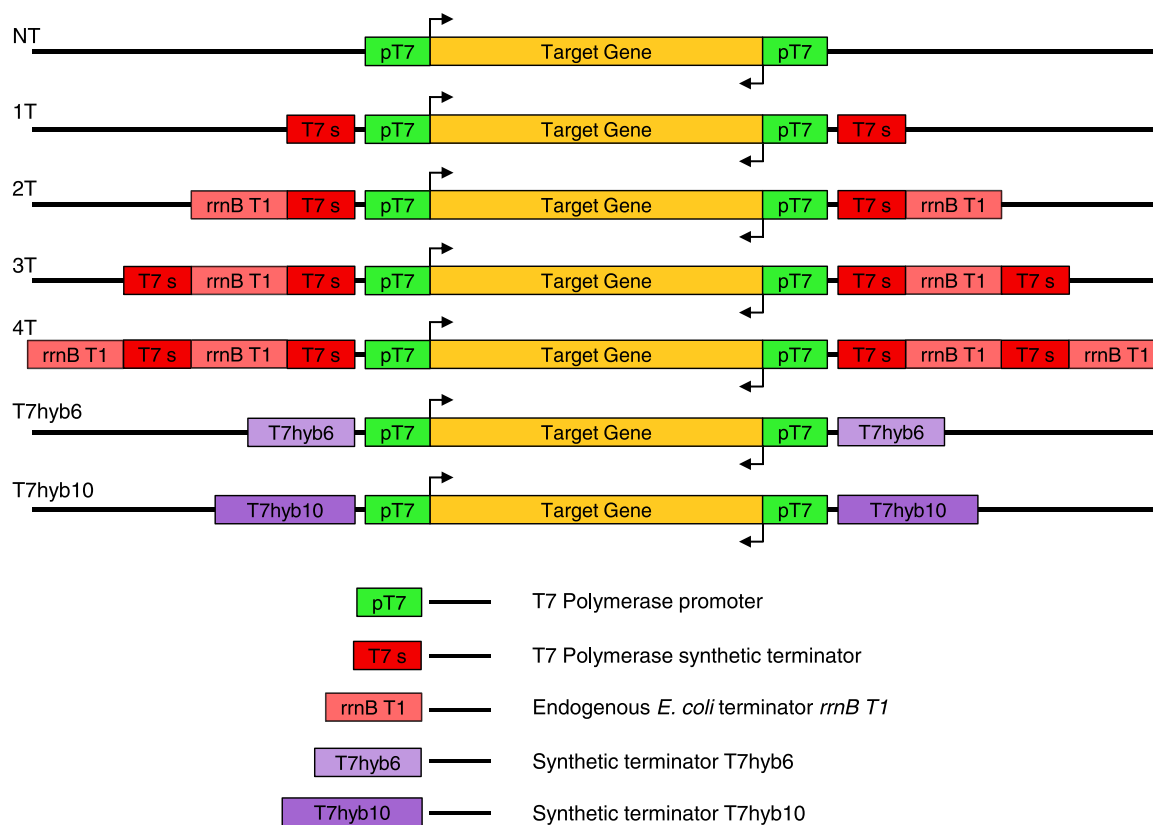 NT
pT7 Target Gene pT7
1T
T7 s pT7 Target Gene pT7 T7 s
2T
rrnB T1 T7 s pT7 Target Gene pT7 T7 s rrnB T1
3T
T7 s rrnB T1 T7 s pT7 Target Gene pT7 T7 s rrnB T1 T7 s
4T
rrnB T1 T7 s rrnB T1 T7 s pT7 Target Gene pT7 T7 s rrnB T1 T7 s rrnB T1
T7hyb6
T7hyb6 pT7 Target Gene pT7 T7hyb6
T7hyb10
T7hyb10 pT7 Target Gene pT7 T7hyb10
pT7 T7 Polymerase promoter
T7 s T7 Polymerase synthetic terminator
rrnB T1 Endogenous E. coli terminator rrnB T1
T7hyb6 Synthetic terminator T7hyb6
T7hyb10 Synthetic terminator T7hyb10